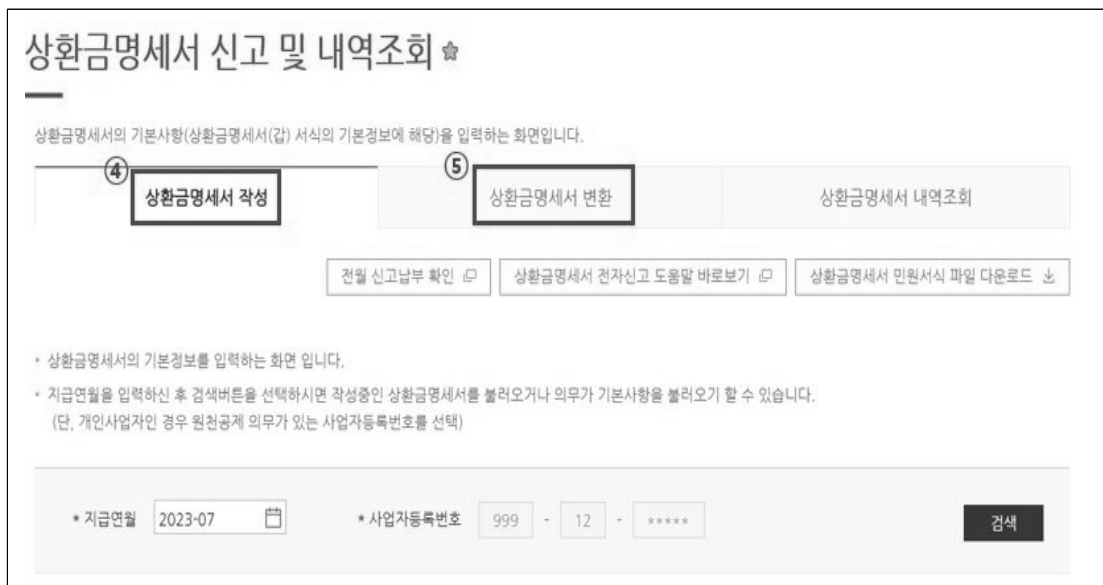 상환금명세서 신고 및 내역조회
상환금명세서의 기본사항(상환금명세서(갑) 서식의 기본정보에 해당)을 입력하는 화면입니다.
④ 상환금명세서 작성 ⑤ 상환금명세서 변환 상환금명세서 내역조회
전월 신고납부 확인 상환금명세서 전자신고 도움말 바로보기 상환금명세서 민원서식 파일 다운로드
• 상환금명세서의 기본정보를 입력하는 화면 입니다.
• 지급연월을 입력하신 후 검색버튼을 선택하시면 작성중인 상환금명세서를 불러오거나 의무가 기본사항을 불러오기 할 수 있습니다.
(단, 개인사업자인 경우 원천공제 의무가 있는 사업자등록번호를 선택)
* 지급연월 2023-07 * 사업자등록번호 999 - 12 - ***** 검색